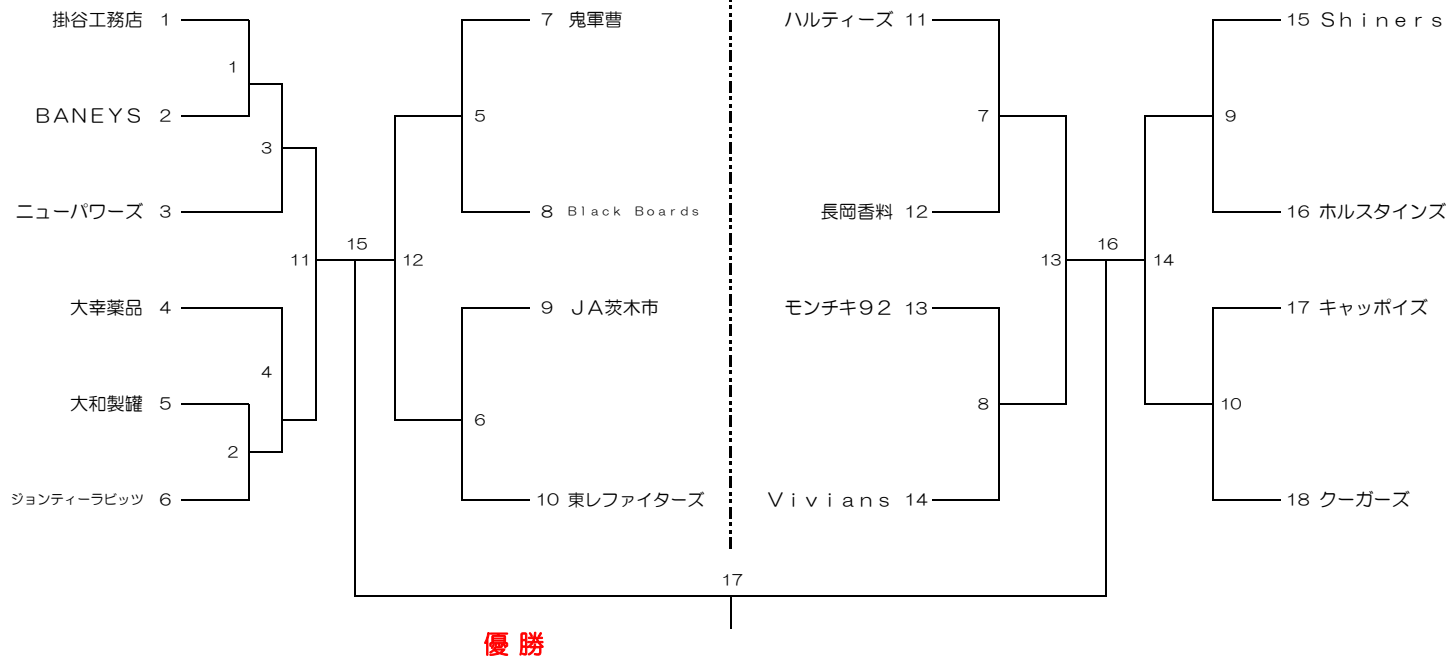 掛谷工務店 1
7 鬼軍曹
ハルティーズ 11
15 Ｓｈｉｎｅｒｓ
1
ＢＡＮＥＹＳ 2
5
7
9
3
ニューパワーズ 3
8 Black Boards
長岡香料 12
16 ホルスタインズ
15
16
11
12
13
14
大幸薬品 4
9 ＪＡ茨木市
モンチキ９２ 13
17 キャッポイズ
4
大和製罐 5
6
8
10
2
ジョンティーラビッツ 6
10 東レファイターズ
Ｖｉｖｉａｎｓ 14
18 クーガーズ
17
優 勝